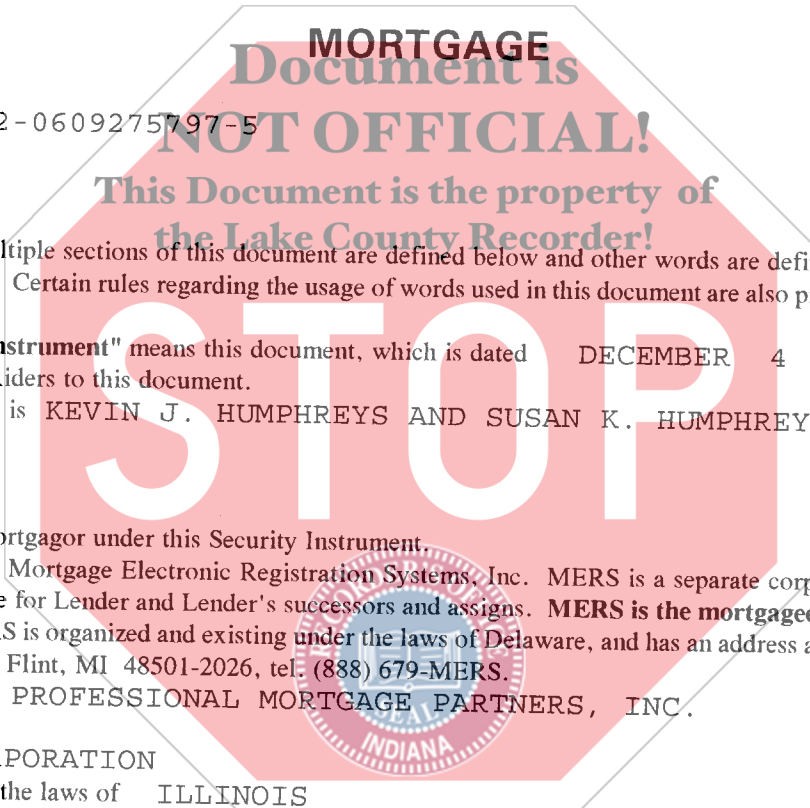 MORTGAGE
Document is
2-0609275797-5
NOT OFFICIAL!
This Document is the property of
the Lake County Recorder!
ltiple sections of this document are defined below and other words are defi
Certain rules regarding the usage of words used in this document are also p
STOP
nstrument" means this document, which is dated DECEMBER 4
iders to this document.
is KEVIN J. HUMPHREYS AND SUSAN K. HUMPHREY
ortgagor under this Security Instrument.
Mortgage Electronic Registration Systems, Inc. MERS is a separate corp
e for Lender and Lender's successors and assigns. MERS is the mortgagee
S is organized and existing under the laws of Delaware, and has an address a
Flint, MI 48501-2026, tel. (888) 679-MERS.
PROFESSIONAL MORTGAGE PARTNERS, INC.
SEAL
INDIANA
PORATION
the laws of ILLINOIS